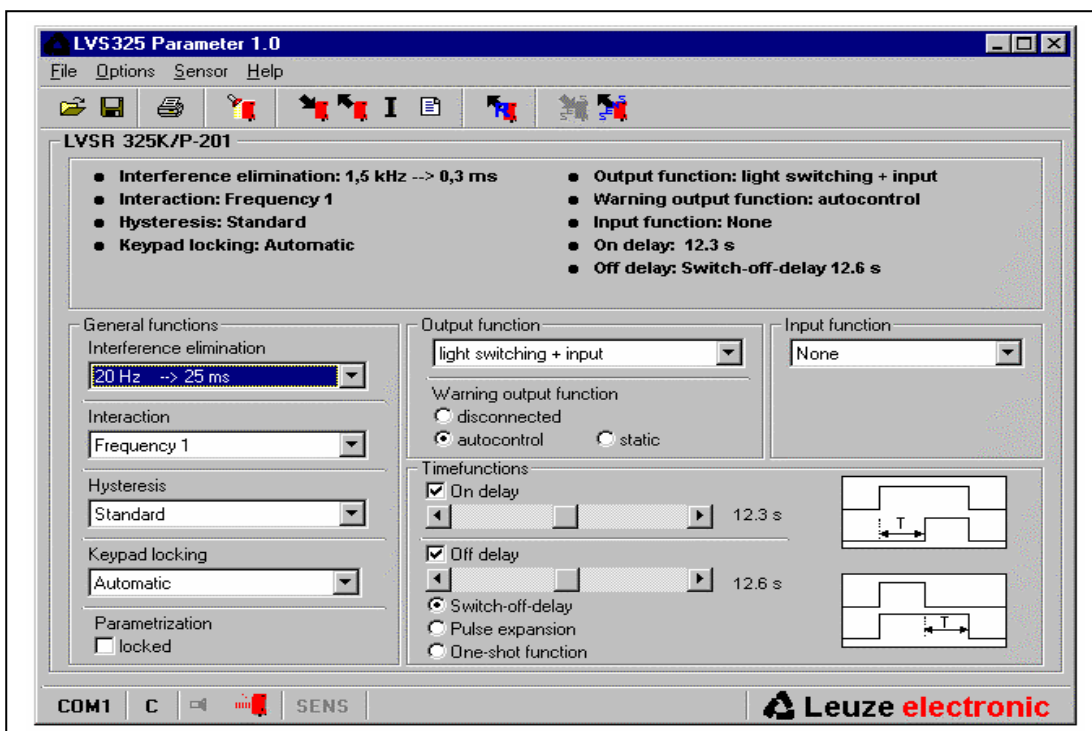 LVS325 Parameter 1.0
File Options Sensor Help
I
R
S S
S S
LVSR 325K/P-201
● Interference elimination: 1,5 kHz --> 0,3 ms
● Interaction: Frequency 1
● Hysteresis: Standard
● Keypad locking: Automatic
● Output function: light switching + input
● Warning output function: autocontrol
● Input function: None
● On delay: 12.3 s
● Off delay: Switch-off-delay 12.6 s
General functions
Interference elimination
20 Hz --> 25 ms
Interaction
Frequency 1
Hysteresis
Standard
Keypad locking
Automatic
Parametrization
locked
Output function
light switching + input
Warning output function
disconnected
autocontrol static
Input function
None
Timefunctions
On delay
12.3 s
T
Off delay
12.6 s
Switch-off-delay
Pulse expansion
One-shot function
T
COM1 C SENS
Leuze electronic